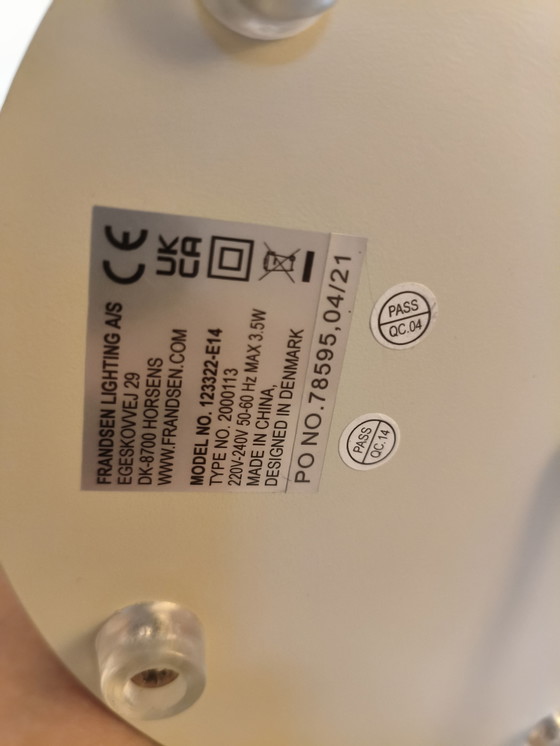 CE
UK
CA
FRANDSEN LIGHTING A/S
EGESKOVVEJ 29
DK-8700 HORSENS
WWW.FRANDSEN.COM
MODEL NO. 123322-E14
TYPE NO. 2000113
220V-240V 50-60 Hz MAX 3.5W
MADE IN CHINA,
DESIGNED IN DENMARK
PO NO.78595,04/21
PASS
QC.04
PASS
QC.14